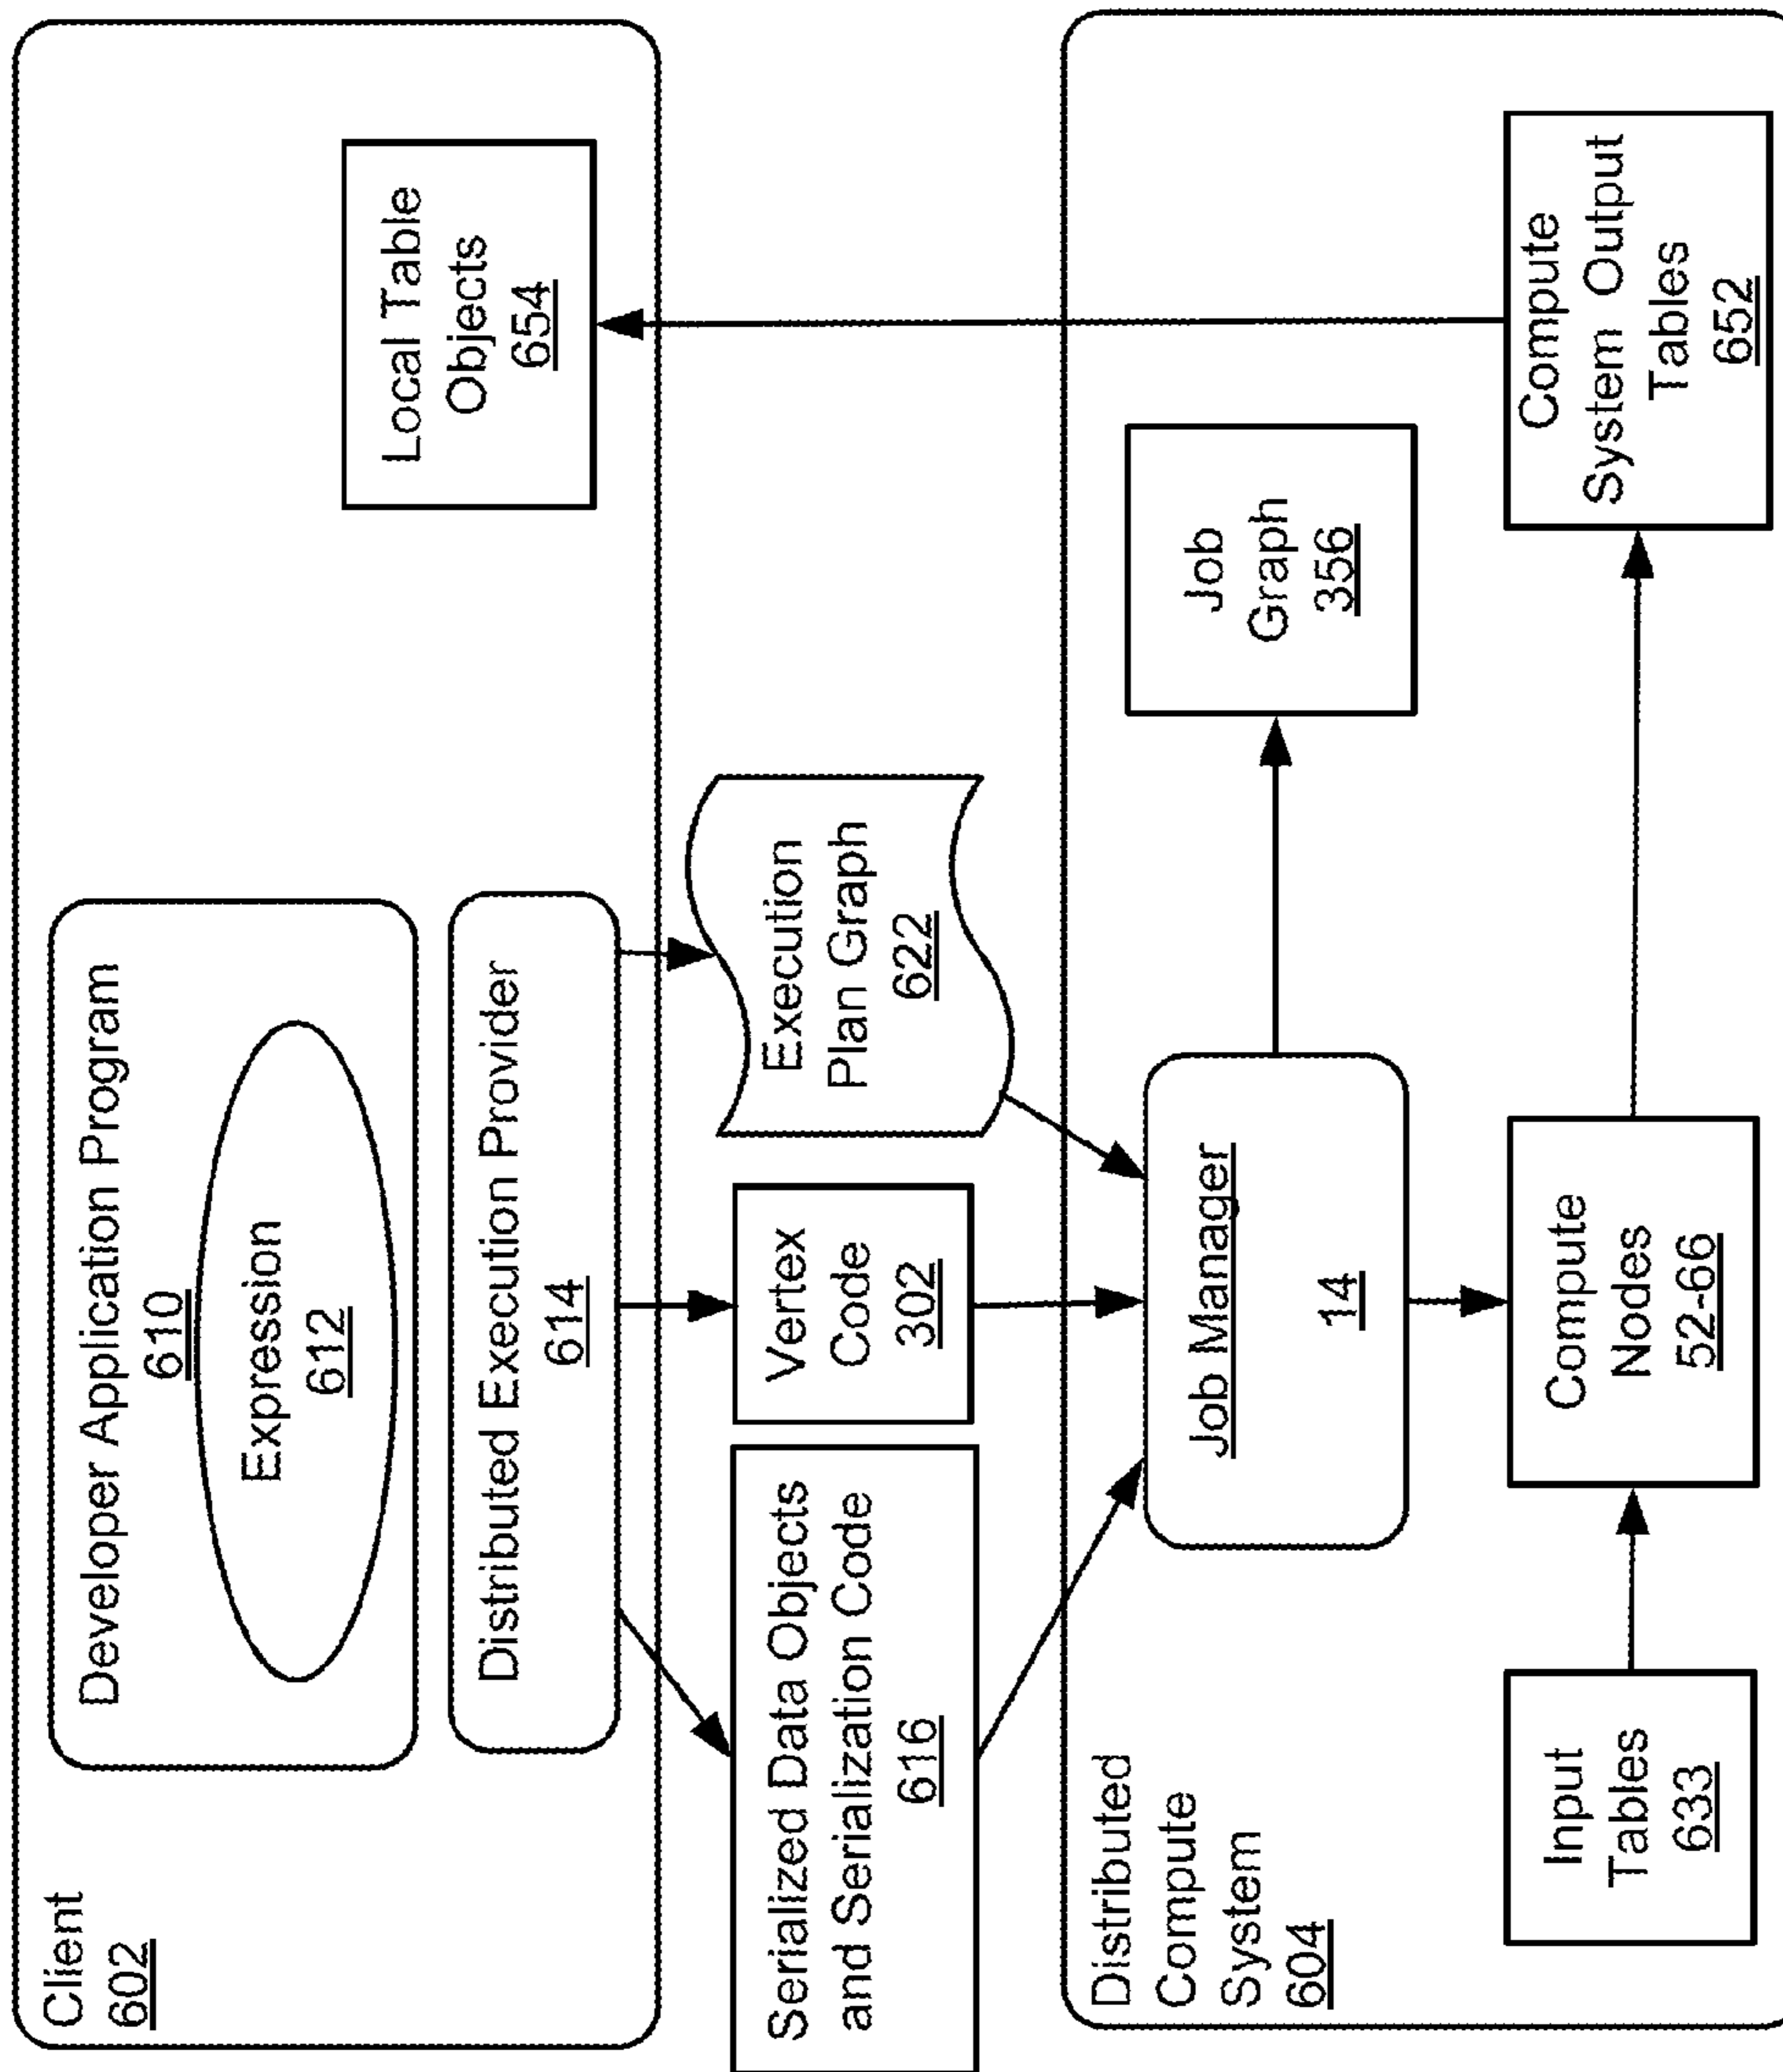 Client
602
Developer Application Program
610
Expression
612
Distributed Execution Provider
614
Local Table
Objects
654
Serialized Data Objects
and Serialization Code
616
Vertex
Code
302
Execution
Plan Graph
622
Distributed
Compute
System
604
Job Manager
14
Job
Graph
356
Input
Tables
633
Compute
Nodes
52-66
Compute
System Output
Tables
652